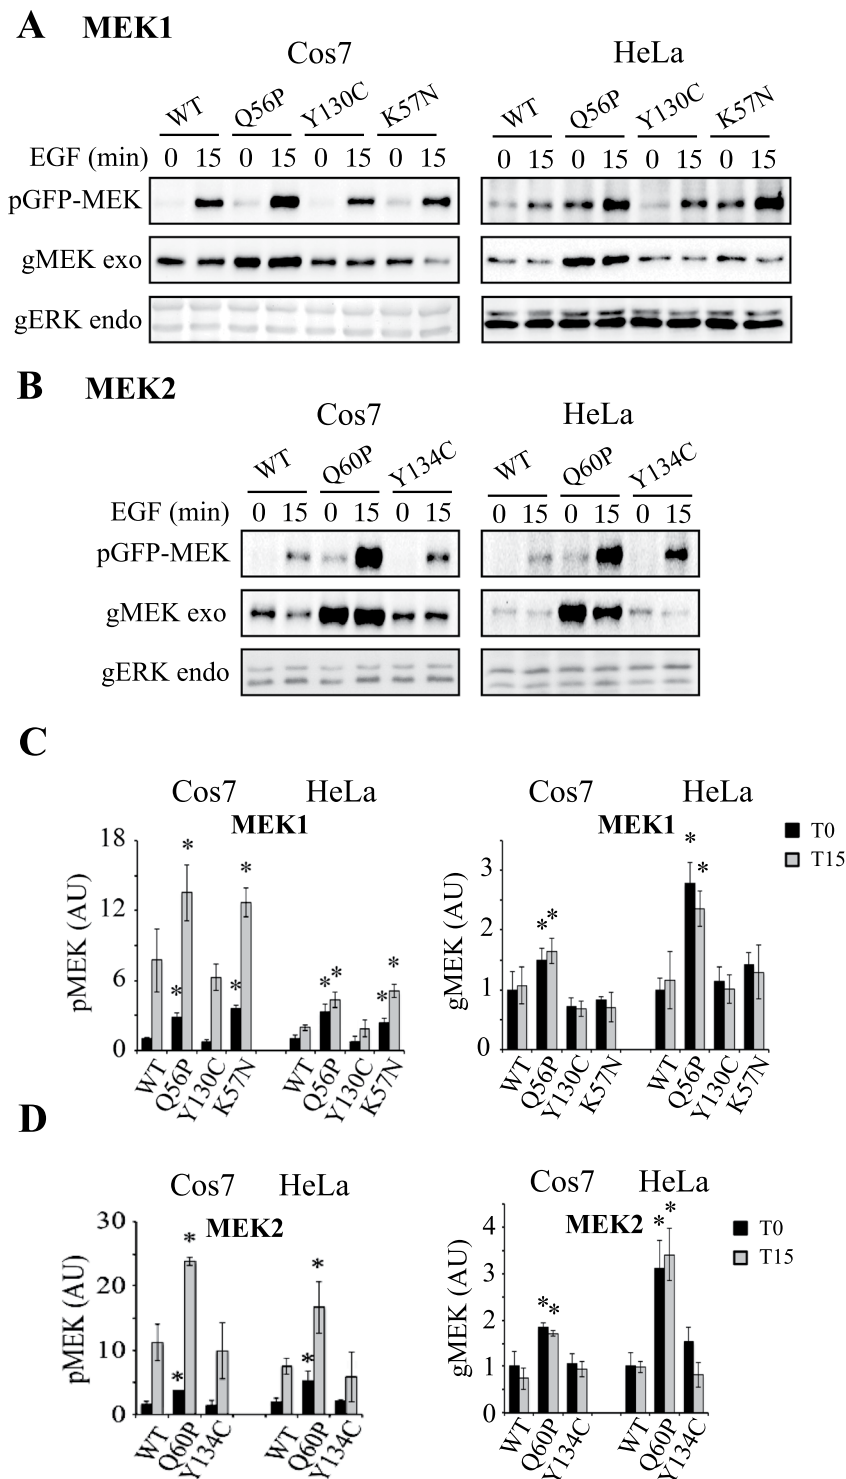 A MEK1
Cos7 HeLa
WT Q56P Y130C K57N WT Q56P Y130C K57N
EGF (min) 0 15 0 15 0 15 0 15 0 15 0 15 0 15 0 15
pGFP-MEK
gMEK exo
gERK endo
B MEK2
Cos7 HeLa
WT Q60P Y134C WT Q60P Y134C
EGF (min) 0 15 0 15 0 15 0 15 0 15 0 15
pGFP-MEK
gMEK exo
gERK endo
C
Cos7 HeLa
MEK1
pMEK (AU)
18
12
6
0
* * * * * * * *
WT Q56P Y130C K57N WT Q56P Y130C K57N
Cos7 HeLa
MEK1
gMEK (AU)
3
2
1
0
* * * *
WT Q56P Y130C K57N WT Q56P Y130C K57N
T0
T15
D
Cos7 HeLa
MEK2
pMEK (AU)
30
20
10
0
* * * *
WT Q60P Y134C WT Q60P Y134C
Cos7 HeLa
MEK2
gMEK (AU)
4
3
2
1
0
* * * *
WT Q60P Y134C WT Q60P Y134C
T0
T15